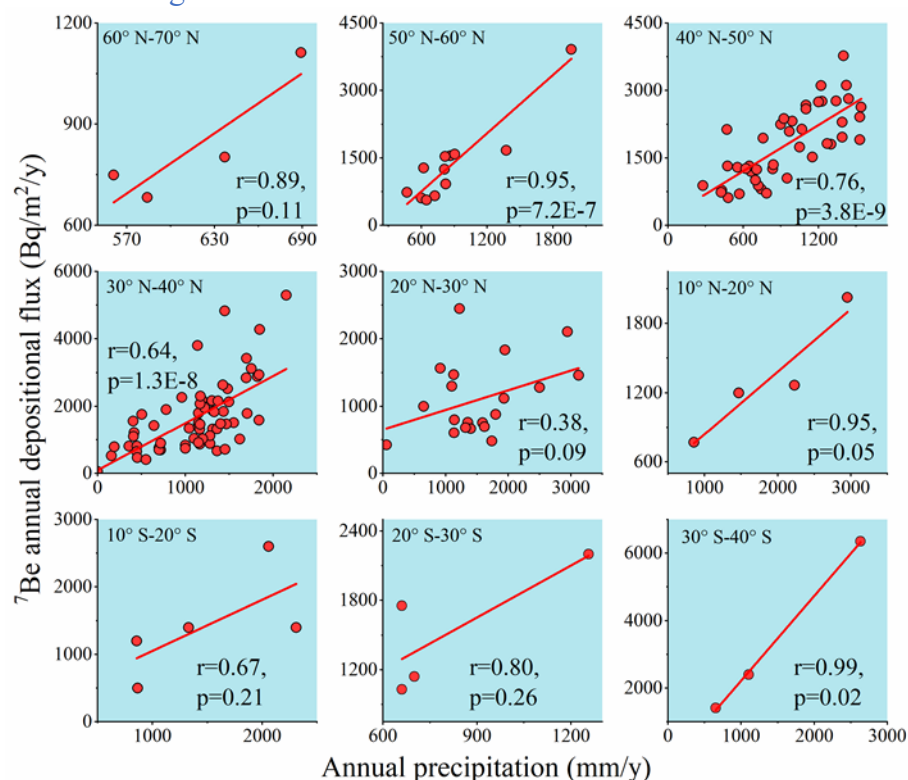 60° N-70° N
r=0.89,
p=0.11
1200
900
600
570
630
690
50° N-60° N
r=0.95,
p=7.2E-7
4500
3000
1500
0
600
1200
1800
40° N-50° N
r=0.76,
p=3.8E-9
4500
3000
1500
0
0
600
1200
30° N-40° N
r=0.64,
p=1.3E-8
6000
4000
2000
0
0
1000
2000
20° N-30° N
r=0.38,
p=0.09
3000
2000
1000
0
0
1000
2000
3000
10° N-20° N
r=0.95,
p=0.05
1800
1200
600
1000
2000
3000
10° S-20° S
r=0.67,
p=0.21
3000
2000
1000
0
1000
2000
20° S-30° S
r=0.80,
p=0.26
2400
1800
1200
600
900
1200
30° S-40° S
r=0.99,
p=0.02
6000
4000
2000
0
1000
2000
3000
⁷Be annual depositional flux (Bq/m²/y)
Annual precipitation (mm/y)